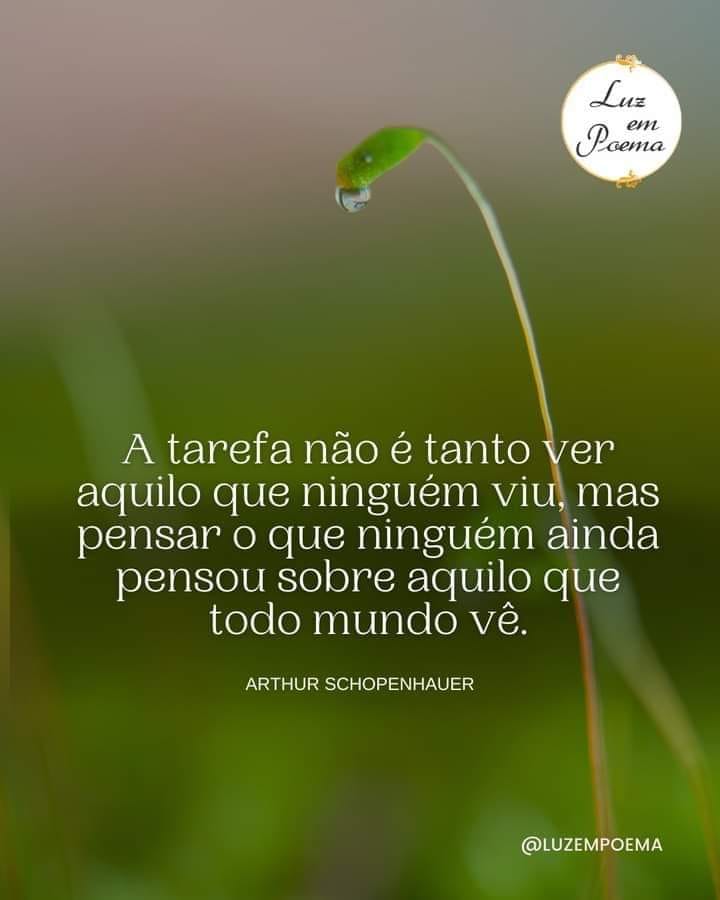 Luz
em
Poema
A tarefa não é tanto ver
aquilo que ninguém viu, mas
pensar o que ninguém ainda
pensou sobre aquilo que
todo mundo vê.
ARTHUR SCHOPENHAUER
@LUZEMPOEMA